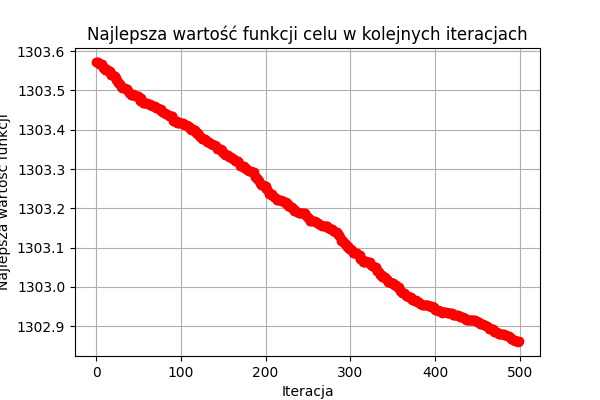 Najlepsza wartość funkcji celu w kolejnych iteracjach
1303.6
1303.5
1303.4
1303.3
1303.2
1303.1
1303.0
1302.9
Najlepsza wartość funkcji
0 100 200 300 400 500
Iteracja